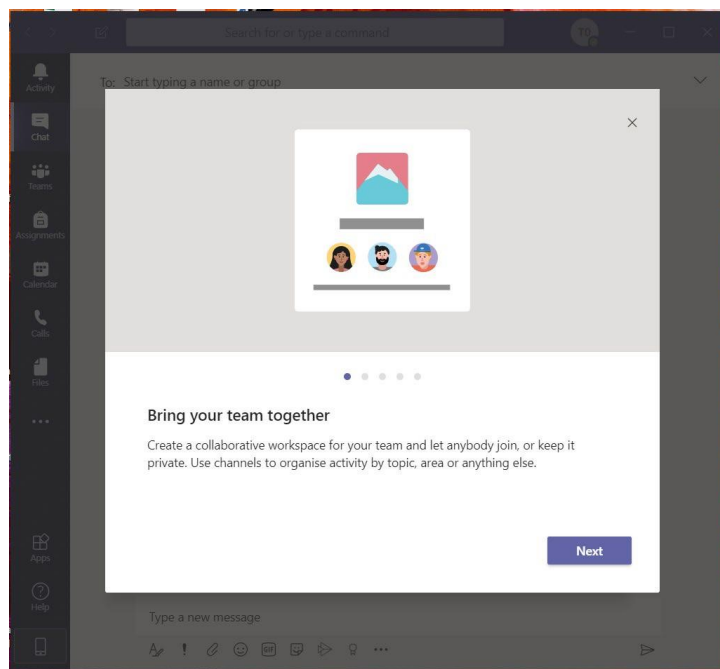 Search for or type a command
TO
Activity
To: Start typing a name or group
Chat
Teams
Assignments
Calendar
Calls
Files
Bring your team together
Create a collaborative workspace for your team and let anybody join, or keep it
private. Use channels to organise activity by topic, area or anything else.
Next
Apps
Help
Type a new message
GIF